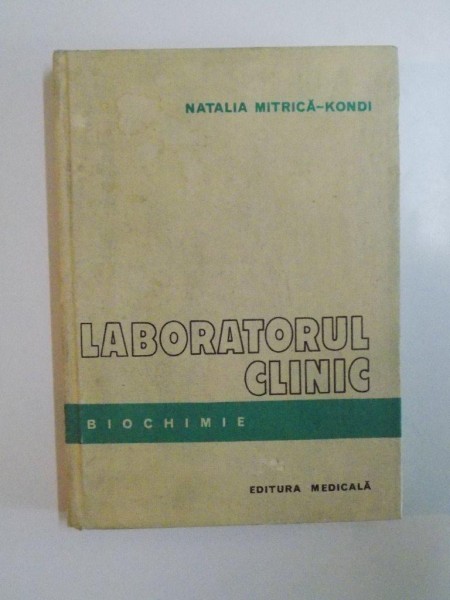 NATALIA MITRICĂ-KONDI
LABORATORUL
CLINIC
BIOCHIMIE
EDITURA MEDICALĂ